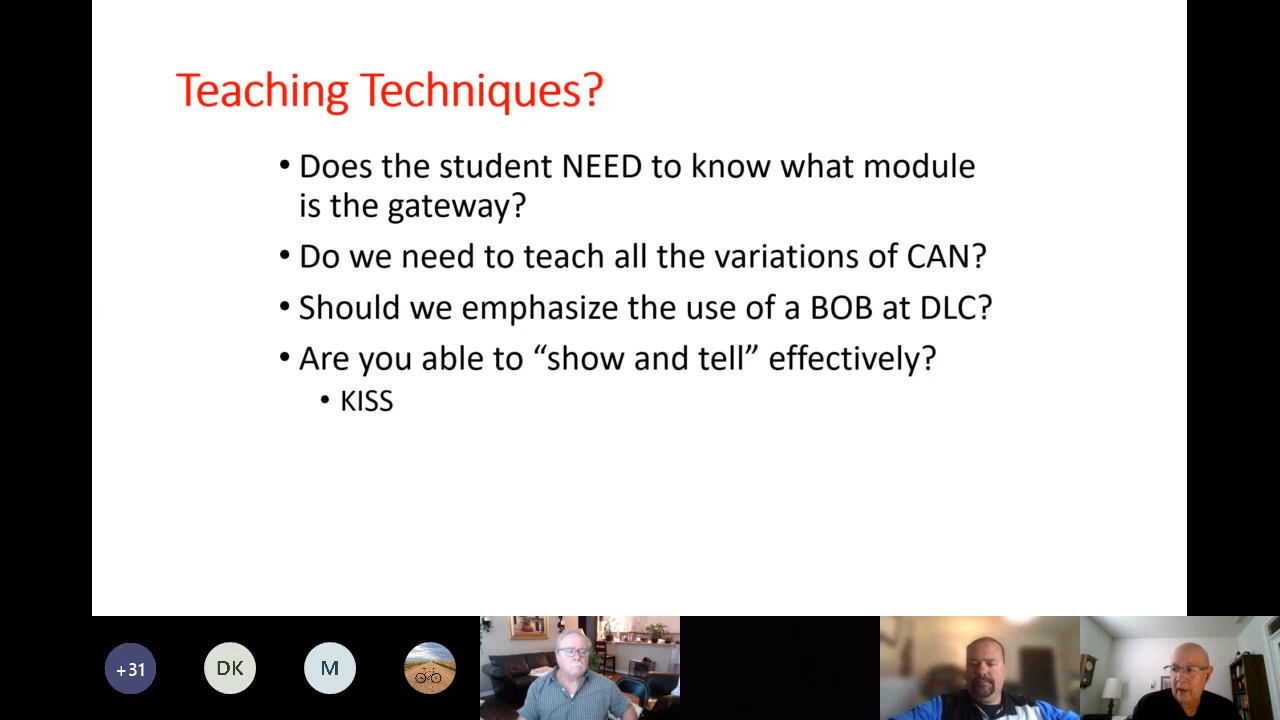 Teaching Techniques?
• Does the student NEED to know what module
is the gateway?
• Do we need to teach all the variations of CAN?
• Should we emphasize the use of a BOB at DLC?
• Are you able to “show and tell” effectively?
• KISS
+31
DK
M